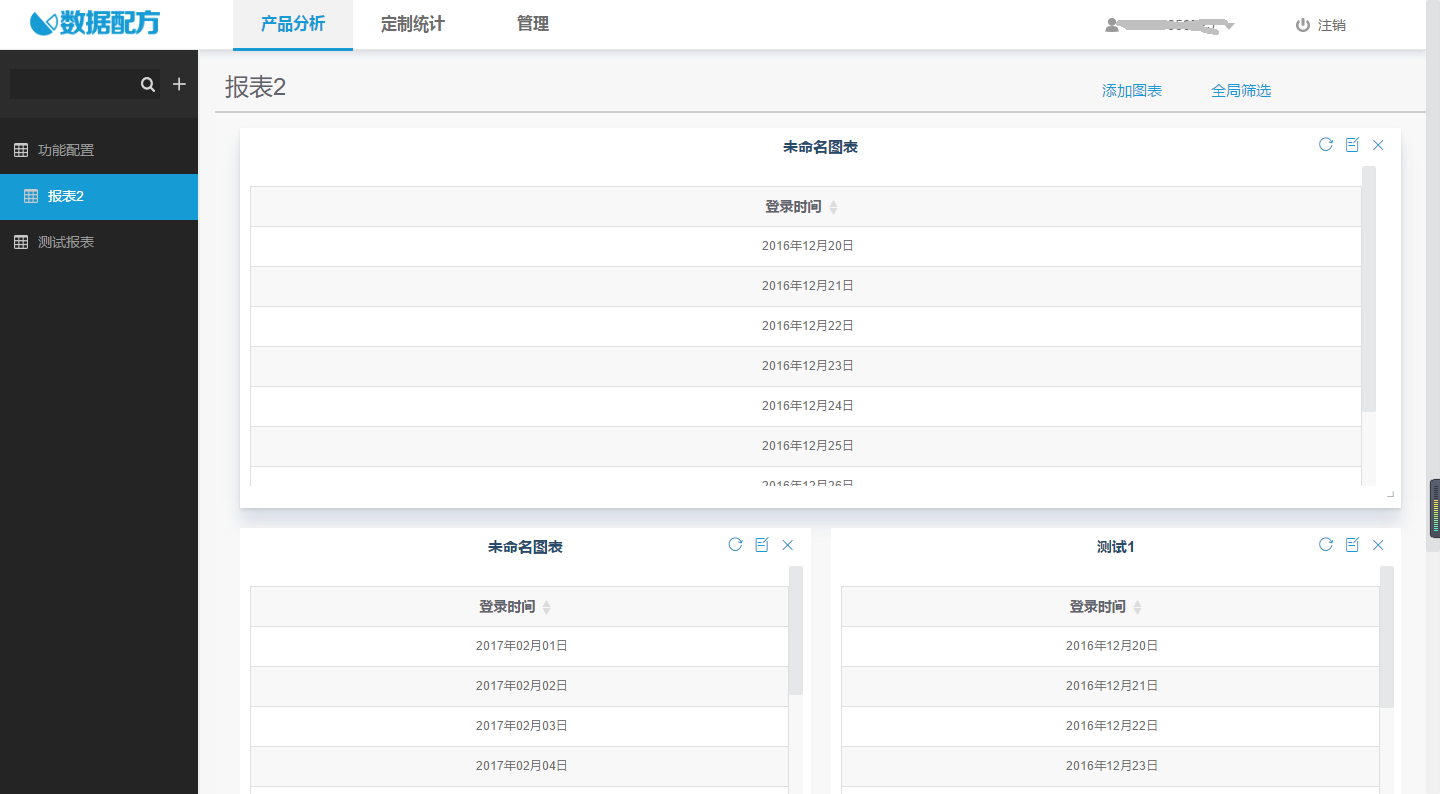 数据配方
产品分析 定制统计 管理
注销
报表2
添加图表 全局筛选
功能配置
报表2
测试报表
未命名图表
登录时间
2016年12月20日
2016年12月21日
2016年12月22日
2016年12月23日
2016年12月24日
2016年12月25日
2016年12月26日
未命名图表
登录时间
2017年02月01日
2017年02月02日
2017年02月03日
2017年02月04日
测试1
登录时间
2016年12月20日
2016年12月21日
2016年12月22日
2016年12月23日